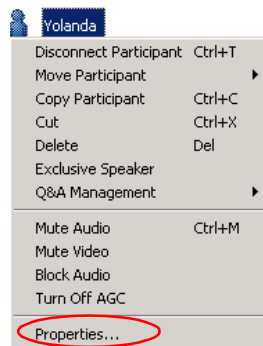 Yolanda
Disconnect Participant Ctrl+T
Move Participant
Copy Participant Ctrl+C
Cut Ctrl+X
Delete Del
Exclusive Speaker
Q&A Management
Mute Audio Ctrl+M
Mute Video
Block Audio
Turn Off AGC
Properties...